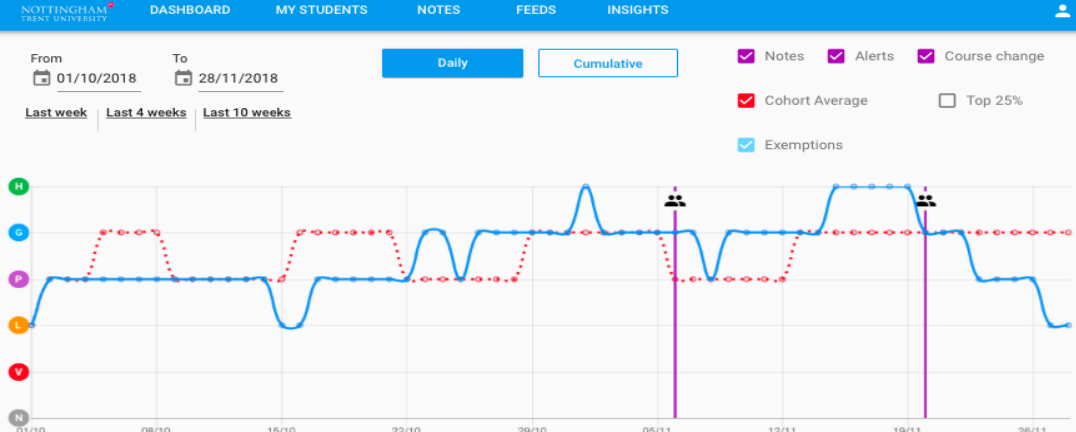 NOTTINGHAM
TRENT UNIVERSITY
DASHBOARD MY STUDENTS NOTES FEEDS INSIGHTS
From To
01/10/2018 28/11/2018
Daily Cumulative
Last week Last 4 weeks Last 10 weeks
Notes Alerts Course change
Cohort Average Top 25%
Exemptions
H
G
P
L
V
N
01/10 08/10 15/10 22/10 29/10 05/11 12/11 19/11 26/11